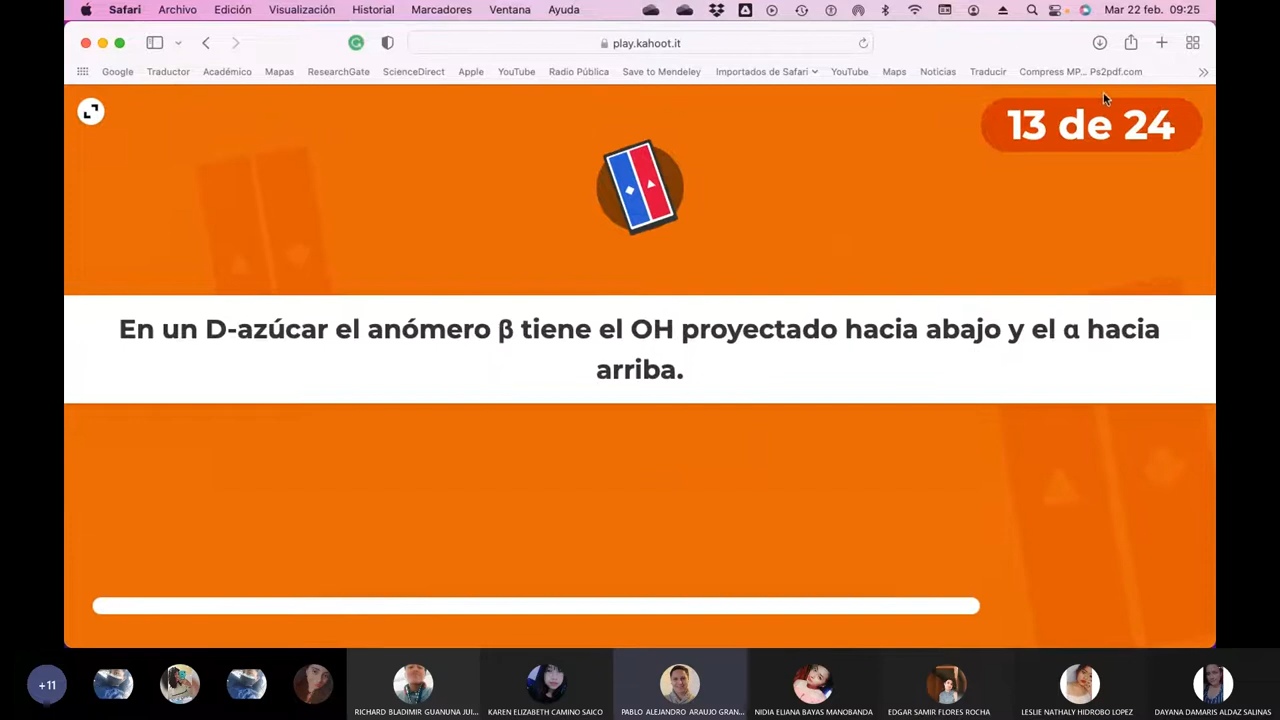 Safari Archivo Edición Visualización Historial Marcadores Ventana Ayuda Mar 22 feb. 09:25
play.kahoot.it
Google Traductor Académico Mapas ResearchGate ScienceDirect Apple YouTube Radio Pública Save to Mendeley Importados de Safari YouTube Maps Noticias Traducir Compress MP... Ps2pdf.com
13 de 24
En un D-azúcar el anómero β tiene el OH proyectado hacia abajo y el α hacia
arriba.
+11 RICHARD BLADIMIR GUANUNA JUI... KAREN ELIZABETH CAMINO SAICO PABLO ALEJANDRO ARAUJO GRAN... NIDIA ELIANA BAYAS MANOBANDA EDGAR SAMIR FLORES ROCHA LESLIE NATHALY HIDROBO LOPEZ DAYANA DAMARIS ALDAZ SALINAS